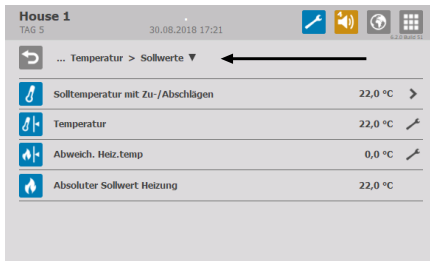 House 1
TAG 5 30.08.2018 17:21
... Temperatur > Sollwerte ▼
Solltemperatur mit Zu-/Abschlägen 22,0 °C
Temperatur 22,0 °C
Abweich. Heiz.temp 0,0 °C
Absoluter Sollwert Heizung 22,0 °C